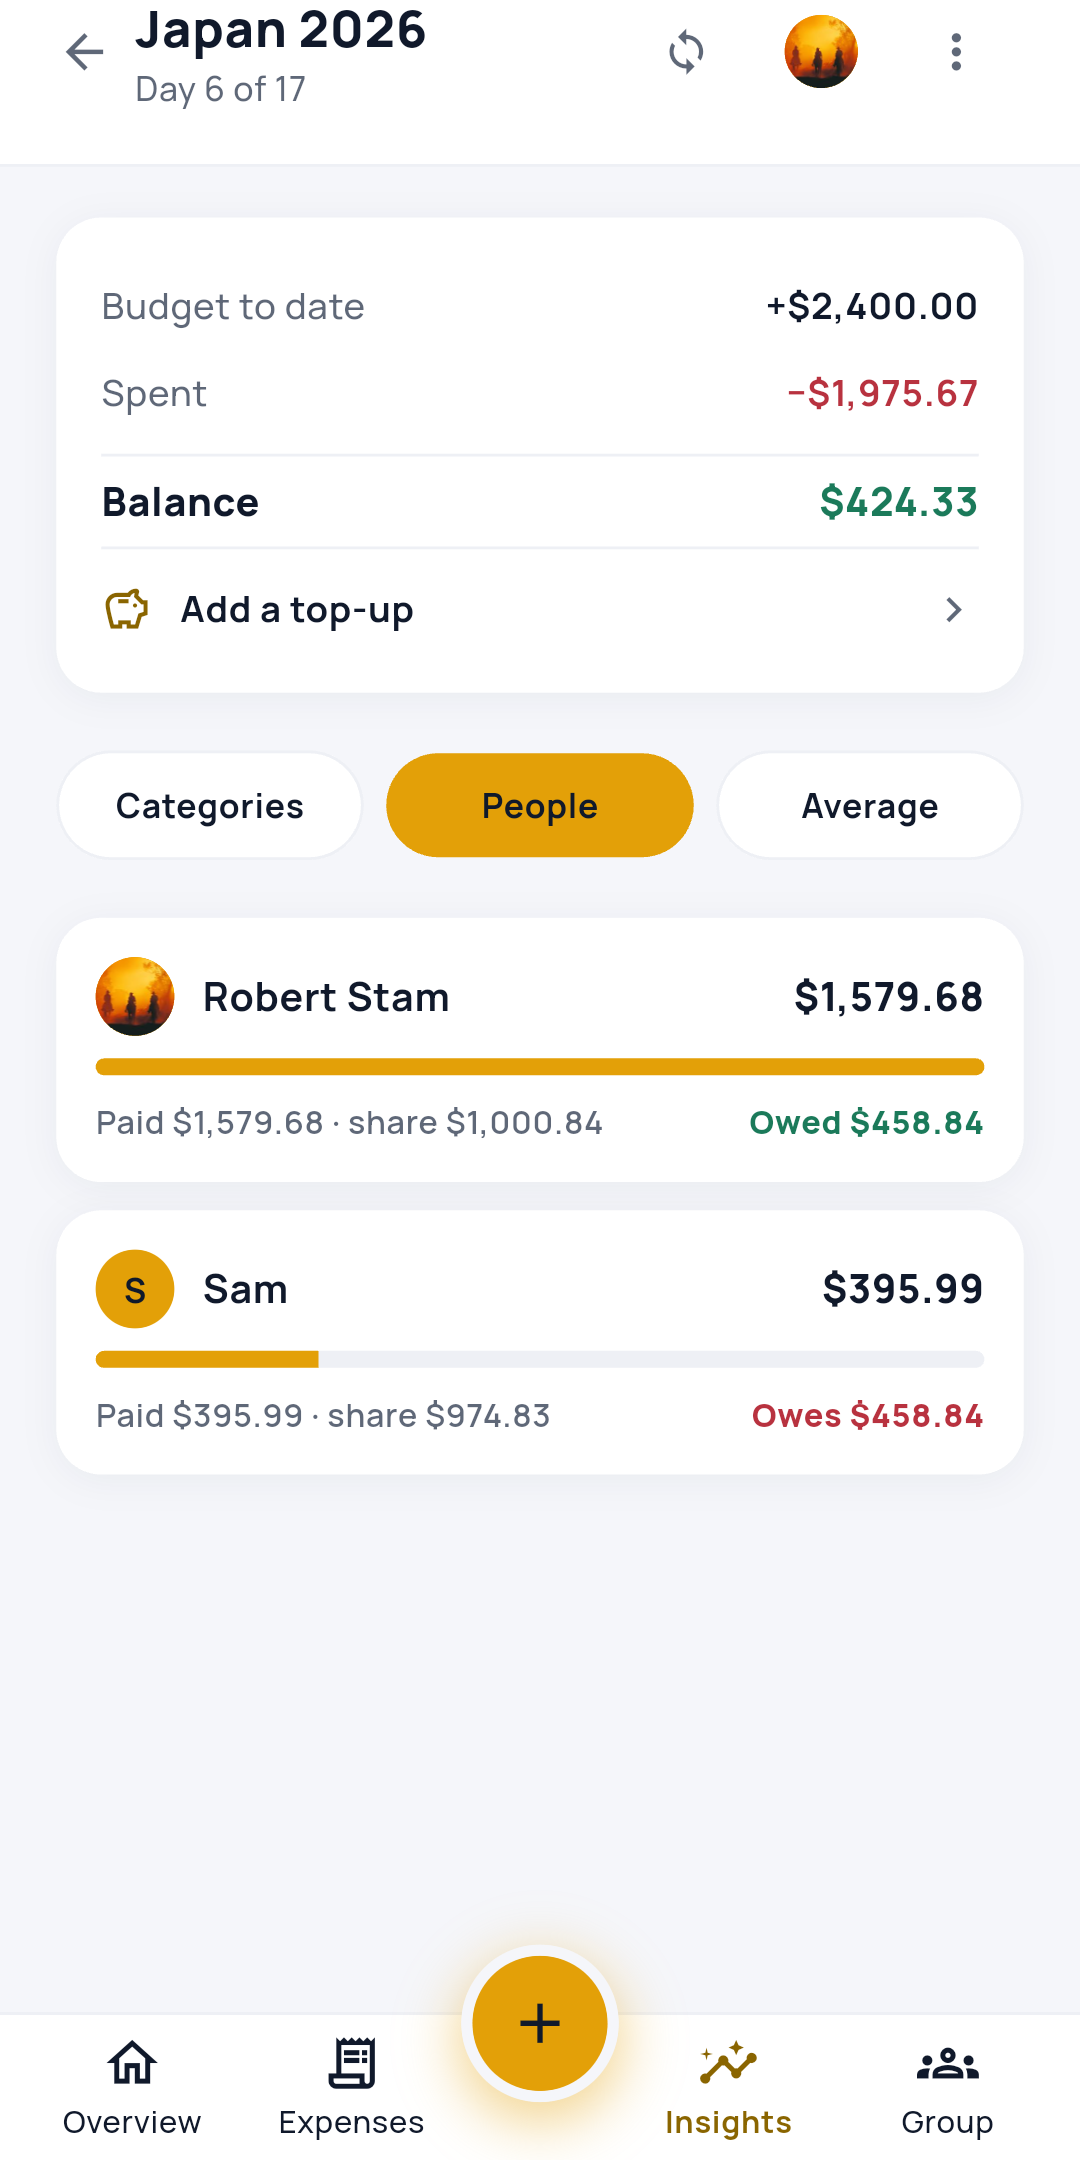 Japan 2026
Day 6 of 17
Budget to date +$2,400.00
Spent −$1,975.67
Balance $424.33
Add a top-up
Categories People Average
Robert Stam $1,579.68
Paid $1,579.68 · share $1,000.84 Owed $458.84
S Sam $395.99
Paid $395.99 · share $974.83 Owes $458.84
Overview Expenses Insights Group